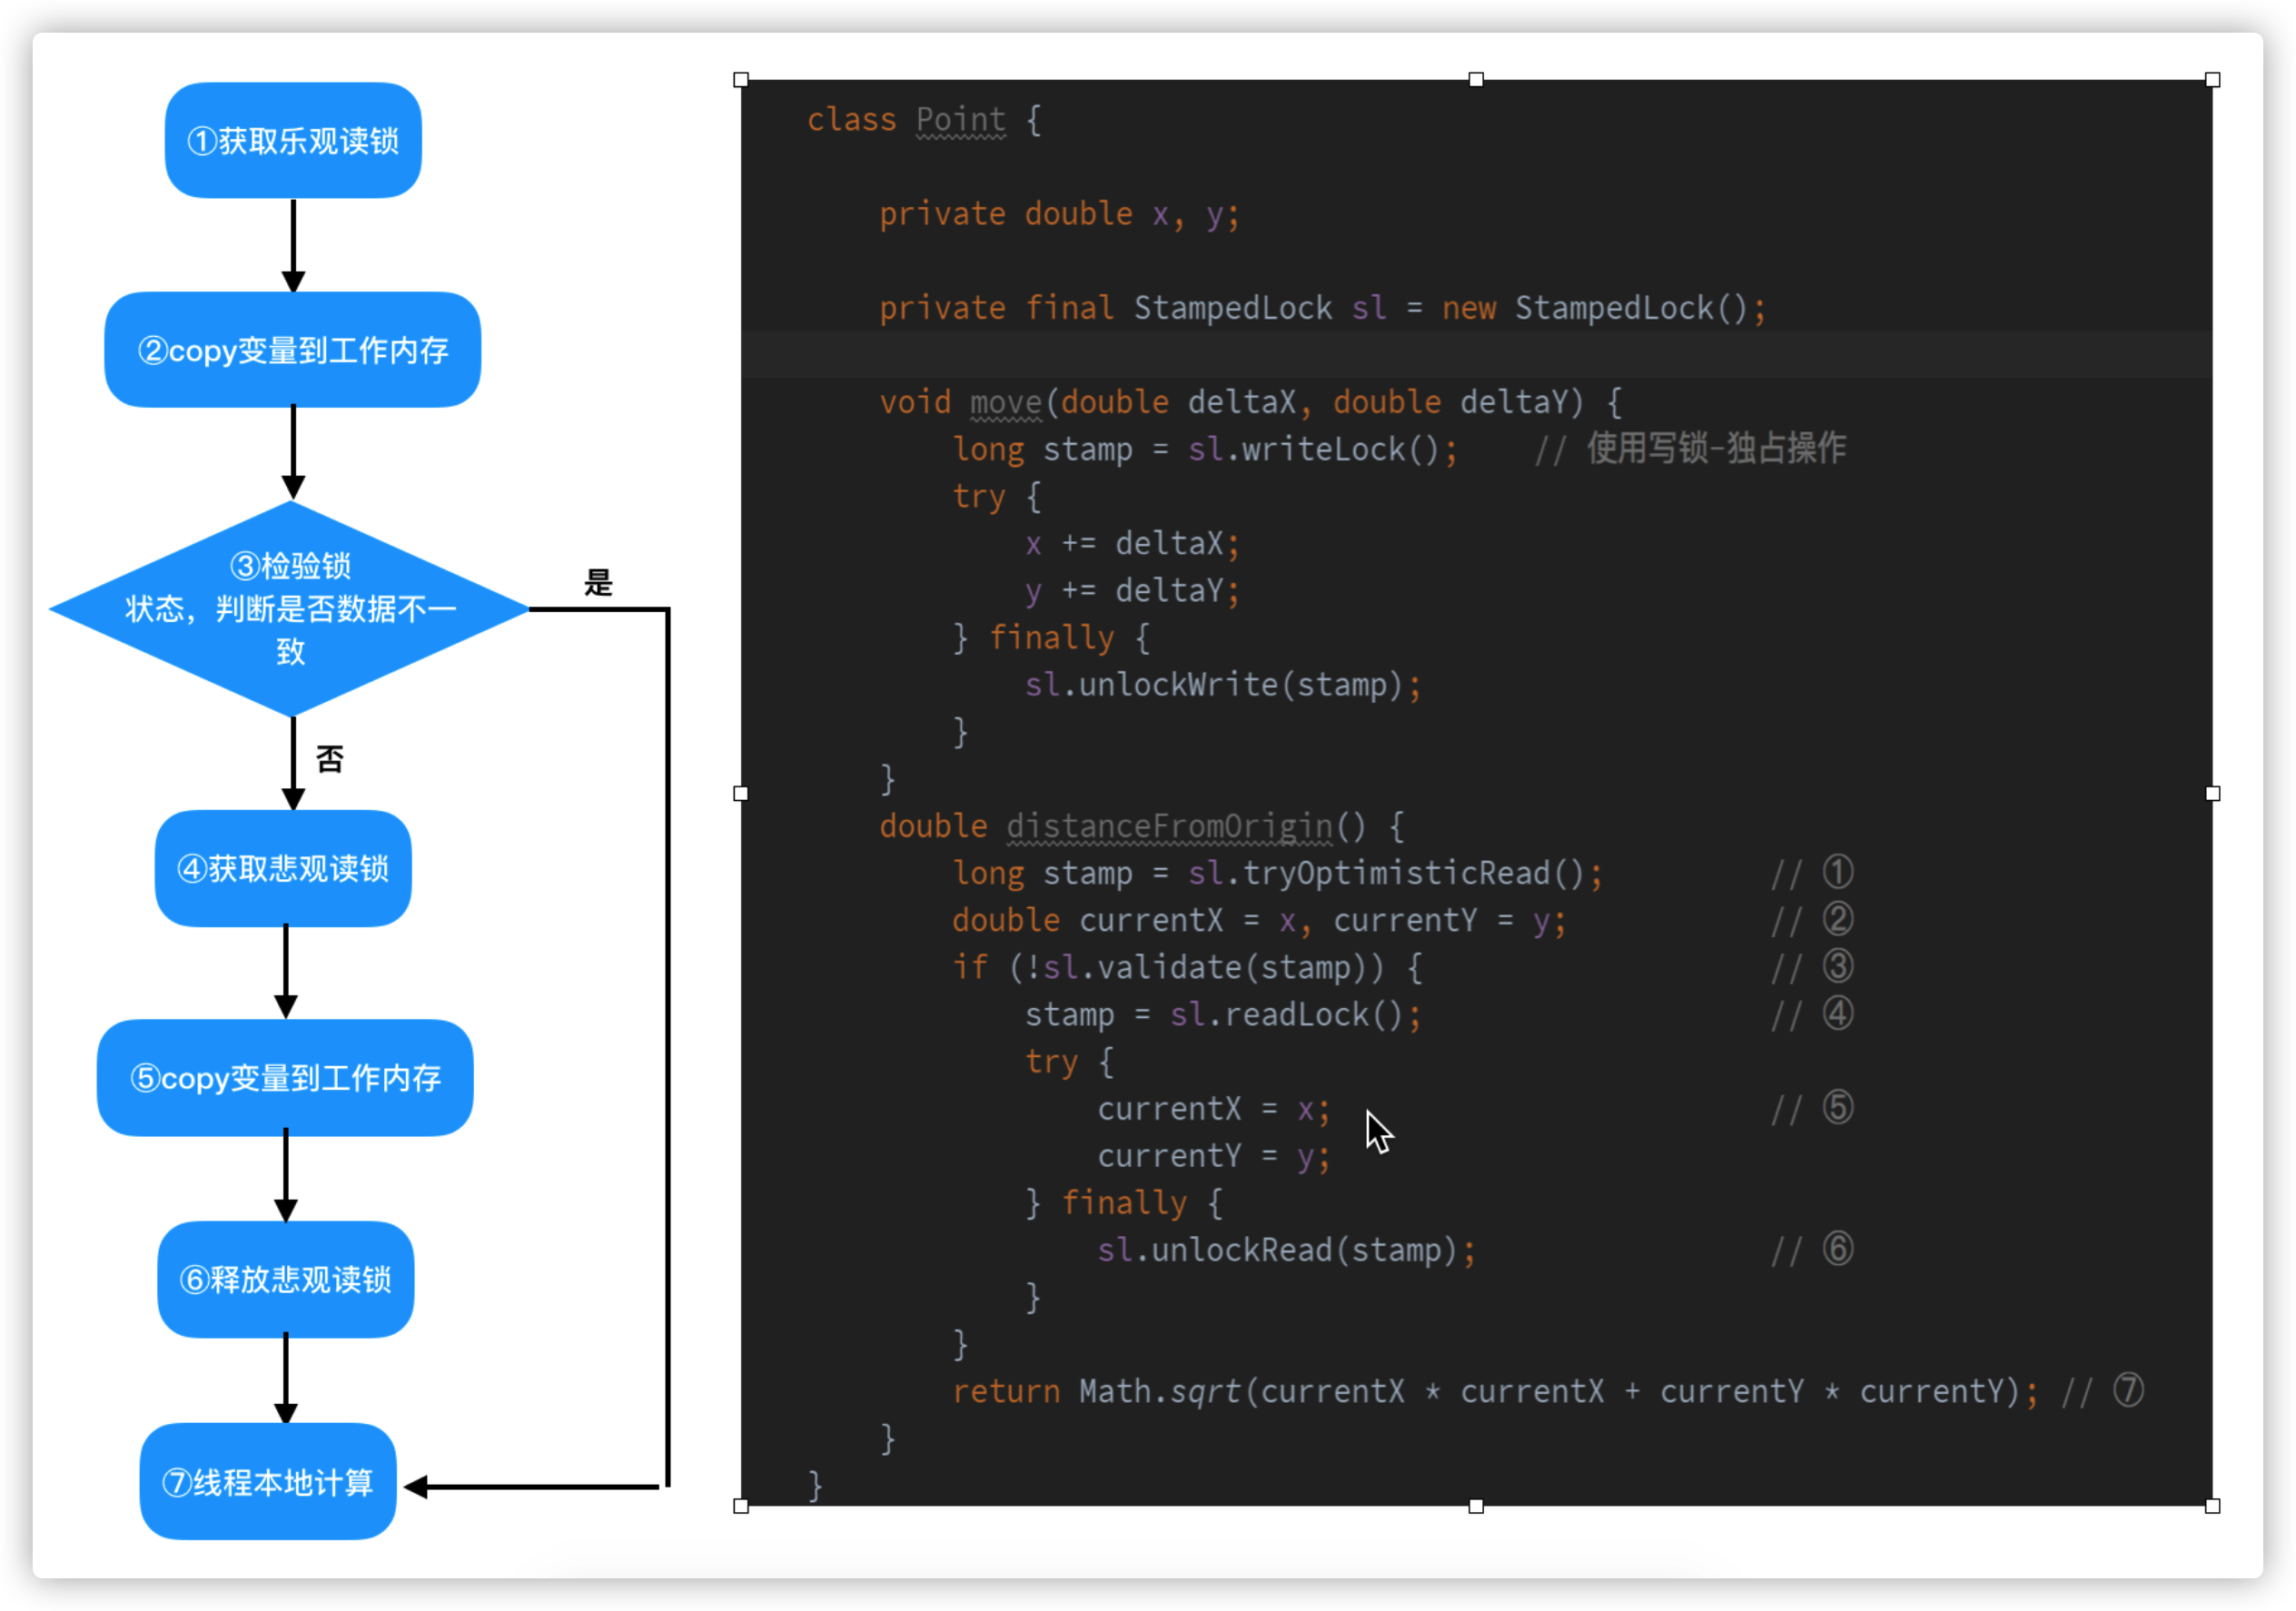 ①获取乐观读锁
②copy变量到工作内存
③检验锁
状态，判断是否数据不一
致
是
否
④获取悲观读锁
⑤copy变量到工作内存
⑥释放悲观读锁
⑦线程本地计算
class Point {
private double x, y;
private final StampedLock sl = new StampedLock();
void move(double deltaX, double deltaY) {
long stamp = sl.writeLock(); // 使用写锁-独占操作
try {
x += deltaX;
y += deltaY;
} finally {
sl.unlockWrite(stamp);
}
}
double distanceFromOrigin() {
long stamp = sl.tryOptimisticRead(); // ①
double currentX = x, currentY = y; // ②
if (!sl.validate(stamp)) { // ③
stamp = sl.readLock(); // ④
try {
currentX = x; // ⑤
currentY = y;
} finally {
sl.unlockRead(stamp); // ⑥
}
}
return Math.sqrt(currentX * currentX + currentY * currentY); // ⑦
}
}